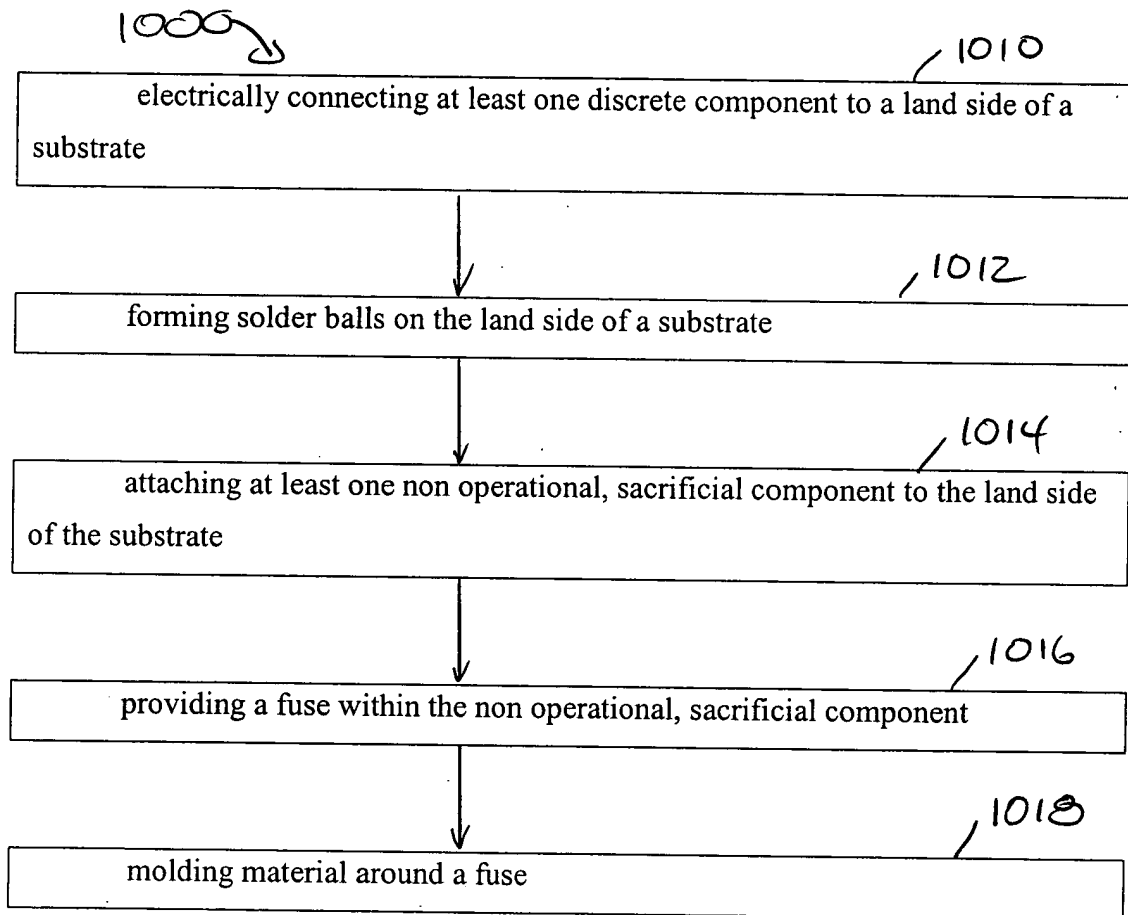 1000
1010
electrically connecting at least one discrete component to a land side of a
substrate
1012
forming solder balls on the land side of a substrate
1014
attaching at least one non operational, sacrificial component to the land side
of the substrate
1016
providing a fuse within the non operational, sacrificial component
1018
molding material around a fuse